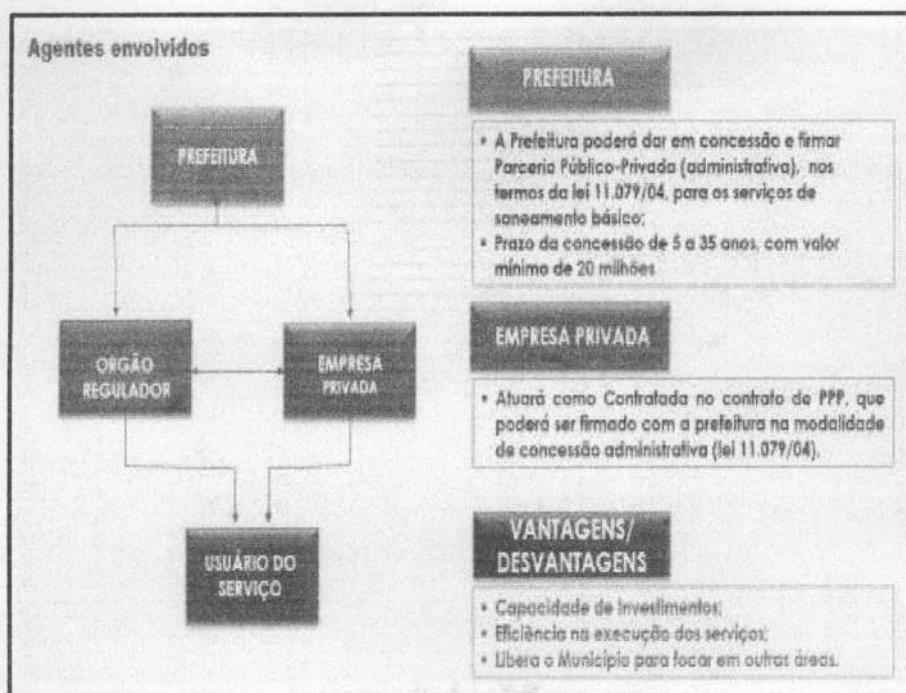 Agentes envolvidos
PREFEITURA
ORGÃO
REGULADOR
EMPRESA
PRIVADA
USUÁRIO DO
SERVIÇO
PREFEITURA
• A Prefeitura poderá dar em concessão e firmar
Parceria Público-Privada (administrativa), nos
termos da lei 11.079/04, para os serviços de
saneamento básico;
• Prazo da concessão de 5 a 35 anos, com valor
mínimo de 20 milhões
EMPRESA PRIVADA
• Atuará como Contratada no contrato de PPP, que
poderá ser firmado com a prefeitura na modalidade
de concessão administrativa (lei 11.079/04).
VANTAGENS/
DESVANTAGENS
• Capacidade de Investimentos;
• Eficiência na execução dos serviços;
• Libera o Município para focar em outras áreas.